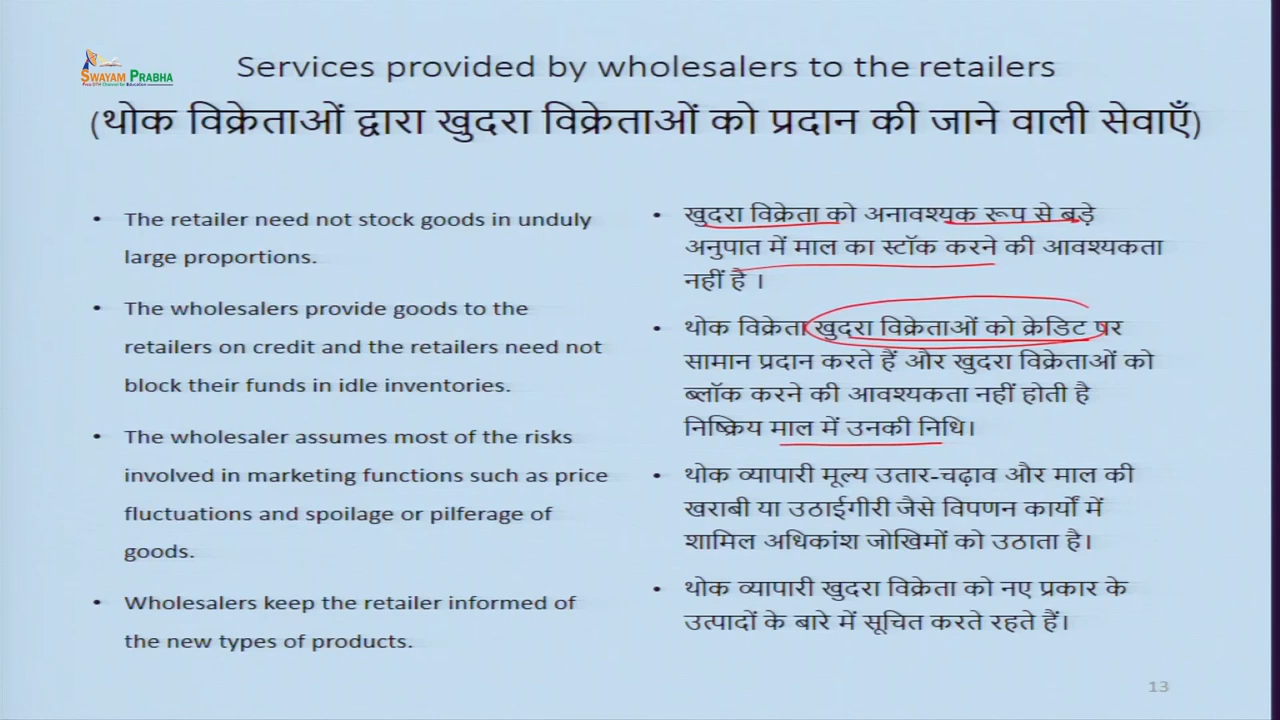 SWAYAM PRABHA
Free DTH Channel for Education
Services provided by wholesalers to the retailers
(थोक विक्रेताओं द्वारा खुदरा विक्रेताओं को प्रदान की जाने वाली सेवाएँ)
• The retailer need not stock goods in unduly
large proportions.
• The wholesalers provide goods to the
retailers on credit and the retailers need not
block their funds in idle inventories.
• The wholesaler assumes most of the risks
involved in marketing functions such as price
fluctuations and spoilage or pilferage of
goods.
• Wholesalers keep the retailer informed of
the new types of products.
• खुदरा विक्रेता को अनावश्यक रूप से बड़े
अनुपात में माल का स्टॉक करने की आवश्यकता
नहीं है ।
• थोक विक्रेता खुदरा विक्रेताओं को क्रेडिट पर
सामान प्रदान करते हैं और खुदरा विक्रेताओं को
ब्लॉक करने की आवश्यकता नहीं होती है
निष्क्रिय माल में उनकी निधि।
• थोक व्यापारी मूल्य उतार-चढ़ाव और माल की
खराबी या उठाईगीरी जैसे विपणन कार्यों में
शामिल अधिकांश जोखिमों को उठाता है।
• थोक व्यापारी खुदरा विक्रेता को नए प्रकार के
उत्पादों के बारे में सूचित करते रहते हैं।
13